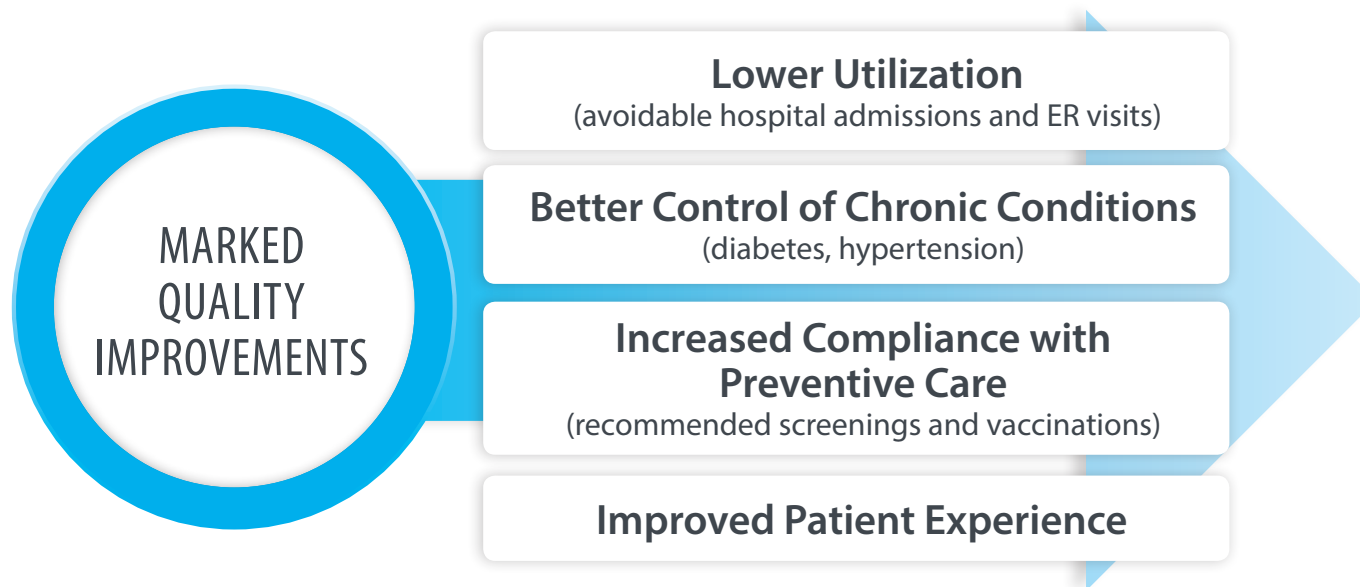 MARKED
QUALITY
IMPROVEMENTS
Lower Utilization
(avoidable hospital admissions and ER visits)
Better Control of Chronic Conditions
(diabetes, hypertension)
Increased Compliance with
Preventive Care
(recommended screenings and vaccinations)
Improved Patient Experience